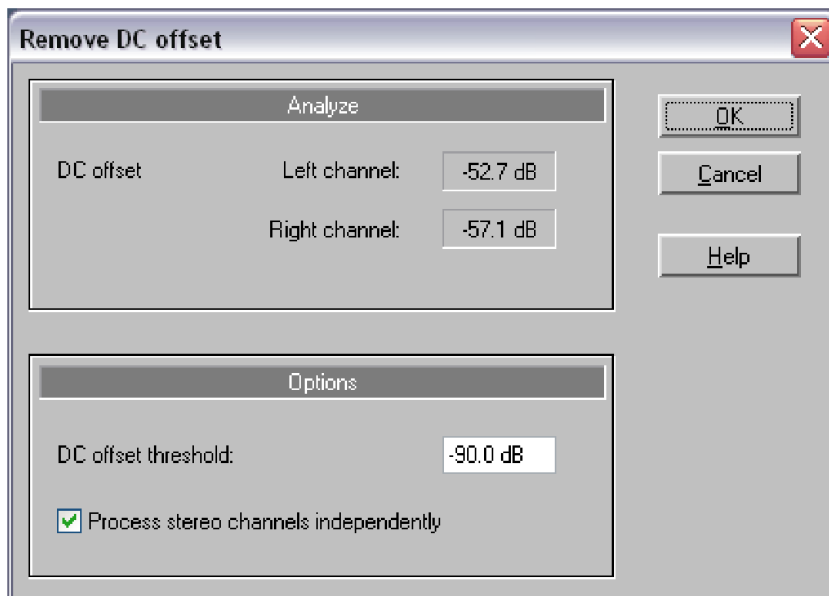 Remove DC offset
Analyze
DC offset Left channel: -52.7 dB
Right channel: -57.1 dB
OK
Cancel
Help
Options
DC offset threshold: -90.0 dB
Process stereo channels independently